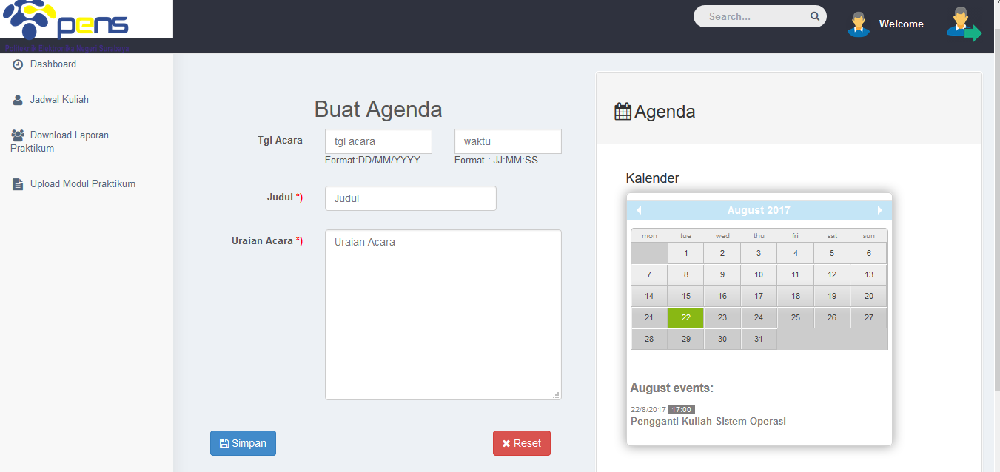 pens
Politeknik Elektronika Negeri Surabaya
Search...
Welcome
Dashboard
Jadwal Kuliah
Download Laporan
Praktikum
Upload Modul Praktikum
Buat Agenda
Tgl Acara
tgl acara
waktu
Format:DD/MM/YYYY
Format : JJ:MM:SS
Judul *)
Judul
Uraian Acara *)
Uraian Acara
Simpan
Reset
Agenda
Kalender
August 2017
mon tue wed thu fri sat sun
1 2 3 4 5 6
7 8 9 10 11 12 13
14 15 16 17 18 19 20
21 22 23 24 25 26 27
28 29 30 31
August events:
22/8/2017 17:00
Pengganti Kuliah Sistem Operasi